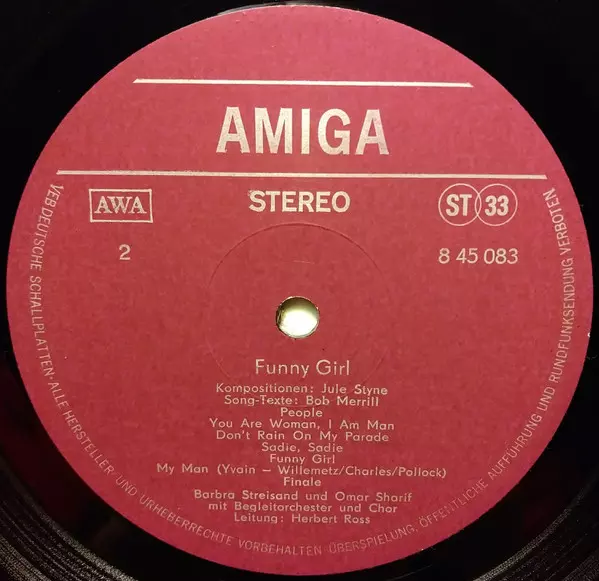 AMIGA
AWA
STEREO
ST 33
2
8 45 083
Funny Girl
Kompositionen: Jule Styne
Song-Texte: Bob Merrill
People
You Are Woman, I Am Man
Don't Rain On My Parade
Sadie, Sadie
Funny Girl
My Man (Yvain – Willemetz/Charles/Pollock)
Finale
Barbra Streisand und Omar Sharif
mit Begleitorchester und Chor
Leitung: Herbert Ross
VEB DEUTSCHE SCHALLPLATTEN·ALLE HERSTELLER- UND URHEBERRECHTE VORBEHALTEN·ÜBERSPIELUNG, ÖFFENTLICHE AUFFÜHRUNG UND RUNDFUNKSENDUNG VERBOTEN